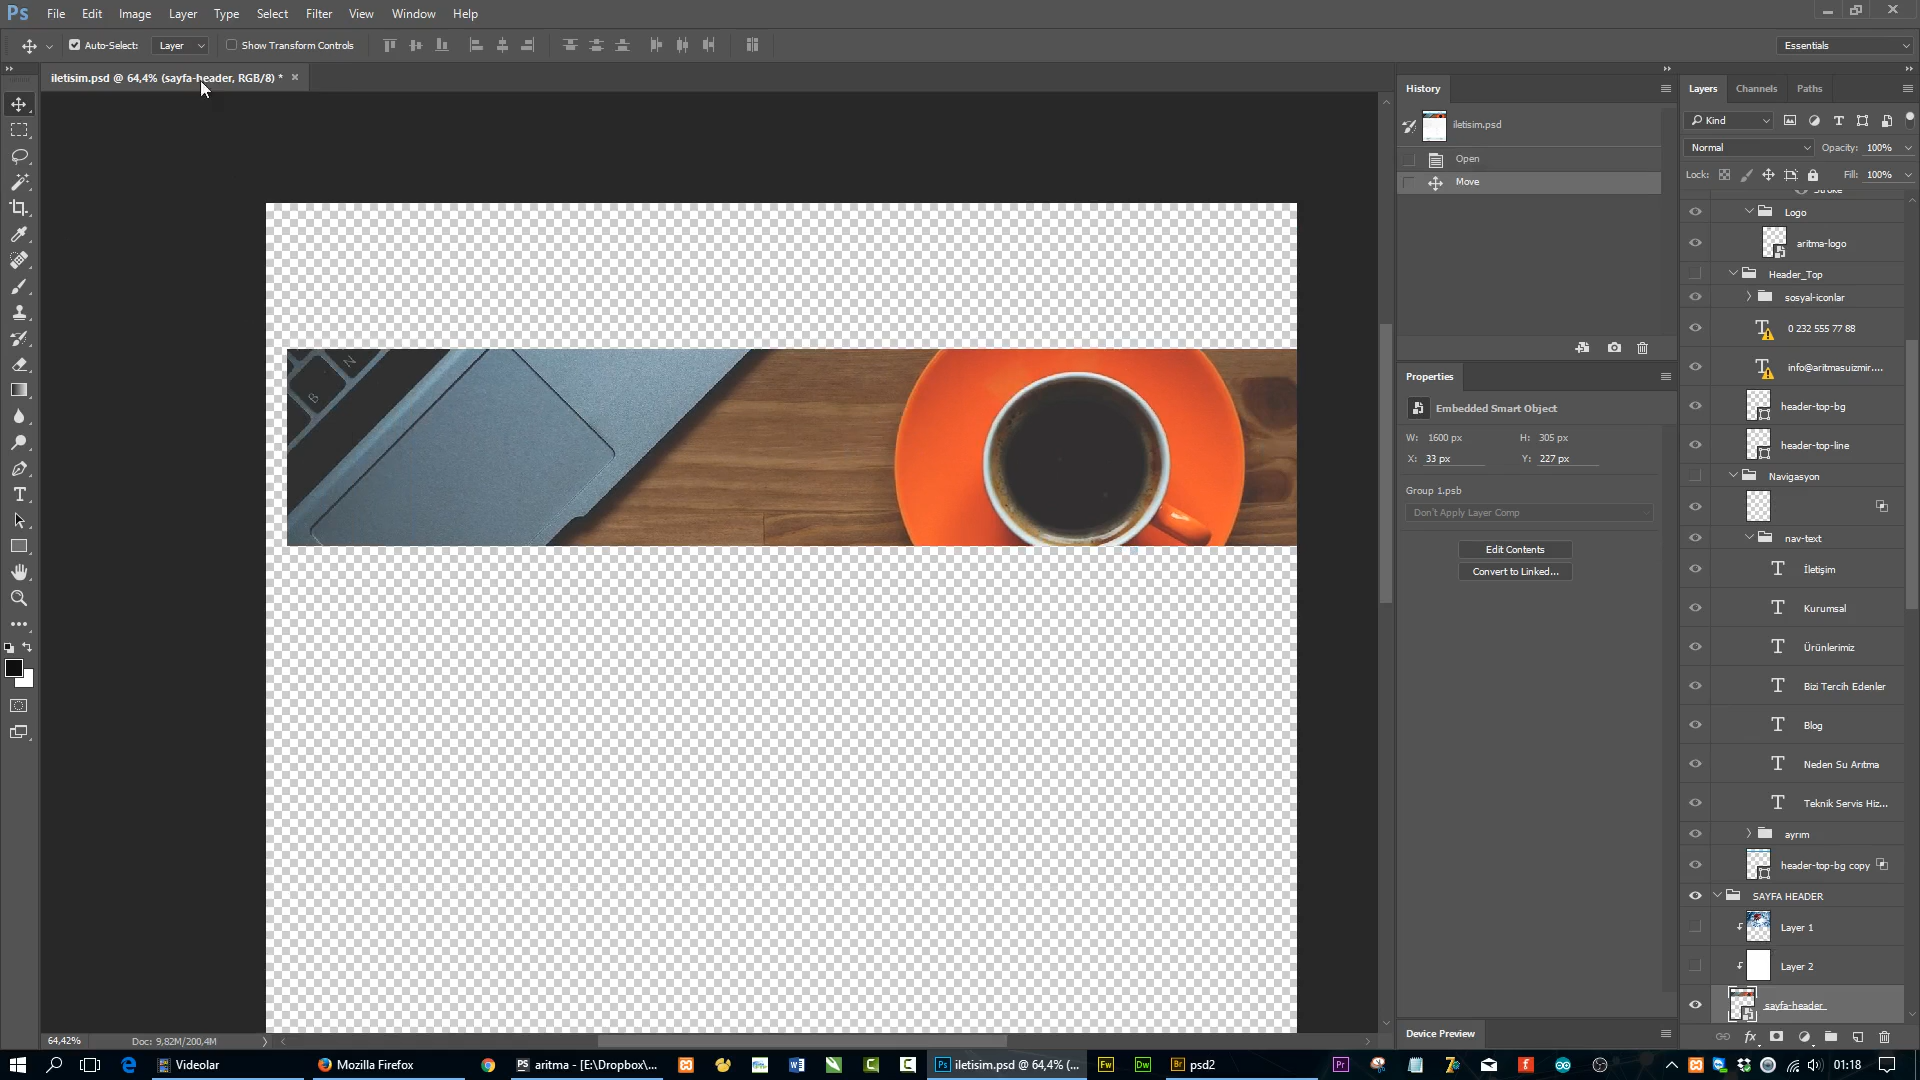 Ps File Edit Image Layer Type Select Filter 3D View Window Help
Auto-Select: Layer Show Transform Controls Essentials
iletisim.psd @ 64,4% (sayfa-header, RGB/8) * ×
History
iletisim.psd
Open
Move
Properties
Embedded Smart Object
W: 1600 px H: 305 px
X: 33 px Y: 227 px
Group 1.psb
Don't Apply Layer Comp
Edit Contents
Convert to Linked...
Device Preview
Layers Channels Paths
Kind
Normal Opacity: 100%
Lock: Fill: 100%
Logo
aritma-logo
Header_Top
sosyal-iconlar
0 232 555 77 88
info@aritmasuizmir....
header-top-bg
header-top-line
Navigasyon
nav-text
İletişim
Kurumsal
Ürünlerimiz
Bizi Tercih Edenler
Blog
Neden Su Arıtma
Teknik Servis Hiz...
ayrım
header-top-bg copy
SAYFA HEADER
Layer 1
Layer 2
sayfa-header
N
B
64,42% Doc: 9,82M/200,4M
Videolar Mozilla Firefox aritma - [E:\Dropbox\... iletisim.psd @ 64,4% (... psd2 01:18